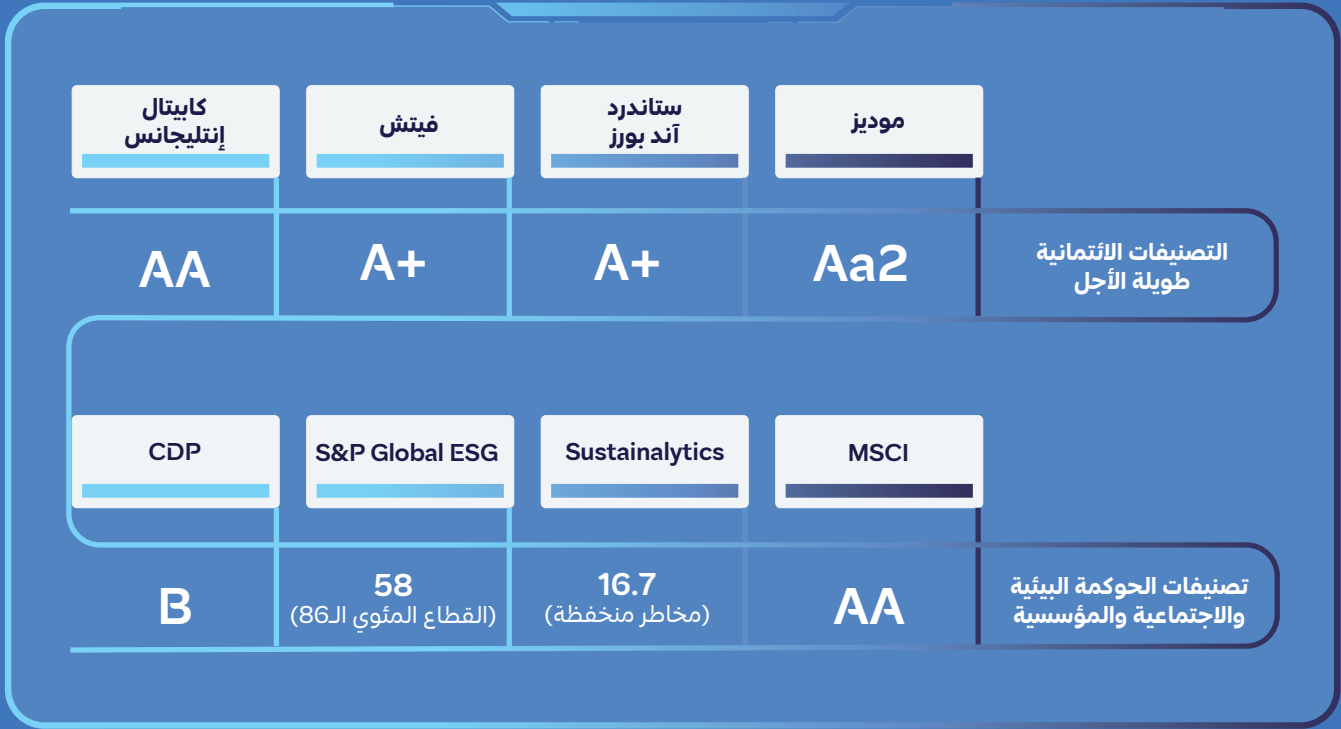 موديز
ستاندرد
آند بورز
فيتش
كابيتال
إنتليجانس
التصنيفات الائتمانية
طويلة الأجل
Aa2
A+
A+
AA
MSCI
Sustainalytics
S&P Global ESG
CDP
تصنيفات الحوكمة البيئية
والاجتماعية والمؤسسية
AA
16.7
(مخاطر منخفظة)
58
(القطاع المئوي الـ86)
B